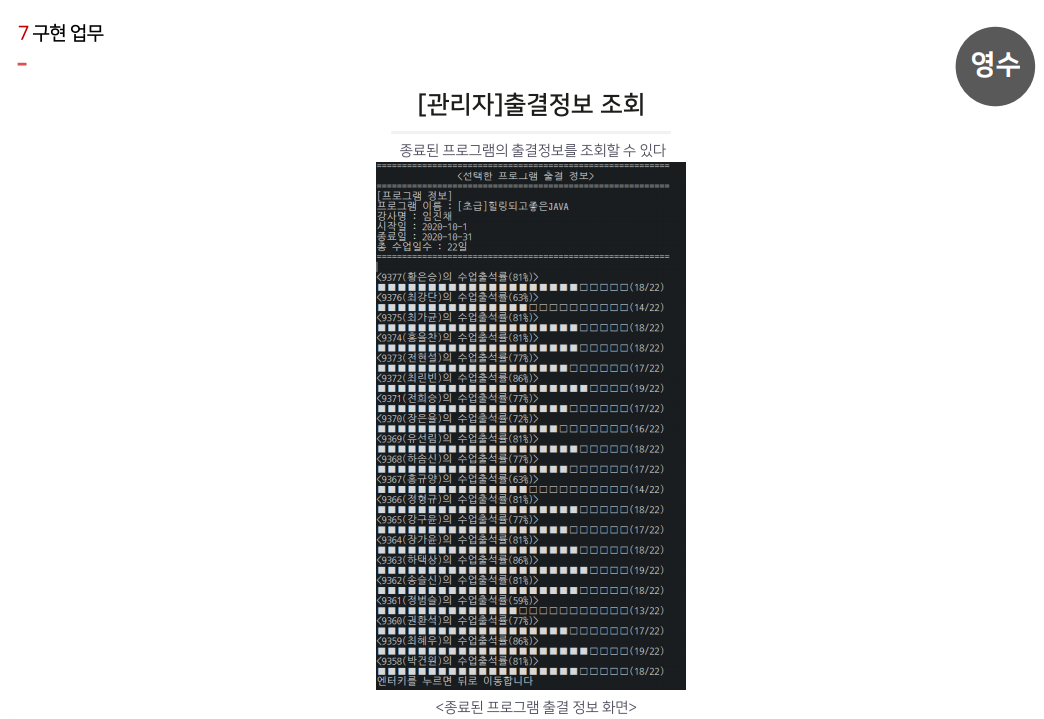 7 구현 업무
영수
[관리자]출결정보 조회
종료된 프로그램의 출결정보를 조회할 수 있다
==========================================================
<선택한 프로그램 출결 정보>
==========================================================
[프로그램 정보]
프로그램 이름 : [초급]힐링되고좋은JAVA
강사명 : 임진채
시작일 : 2020-10-1
종료일 : 2020-10-31
총 수업일수 : 22일
==========================================================
<9377(황은승)의 수업출석률(81%)>
■■■■■■■■■■■■■■■■■■■■□□□□□(18/22)
<9376(최강단)의 수업출석률(63%)>
■■■■■■■■■■■■■■■□□□□□□□□□□(14/22)
<9375(최가균)의 수업출석률(81%)>
■■■■■■■■■■■■■■■■■■■■□□□□□(18/22)
<9374(홍을찬)의 수업출석률(81%)>
■■■■■■■■■■■■■■■■■■■■□□□□□(18/22)
<9373(전현설)의 수업출석률(77%)>
■■■■■■■■■■■■■■■■■■■□□□□□□(17/22)
<9372(최린빈)의 수업출석률(86%)>
■■■■■■■■■■■■■■■■■■■■■□□□□(19/22)
<9371(전희승)의 수업출석률(77%)>
■■■■■■■■■■■■■■■■■■■□□□□□□(17/22)
<9370(장은율)의 수업출석률(72%)>
■■■■■■■■■■■■■■■■■■□□□□□□□(16/22)
<9369(유선림)의 수업출석률(81%)>
■■■■■■■■■■■■■■■■■■■■□□□□□(18/22)
<9368(하솜신)의 수업출석률(77%)>
■■■■■■■■■■■■■■■■■■■□□□□□□(17/22)
<9367(홍규양)의 수업출석률(63%)>
■■■■■■■■■■■■■■■□□□□□□□□□□(14/22)
<9366(정형규)의 수업출석률(81%)>
■■■■■■■■■■■■■■■■■■■■□□□□□(18/22)
<9365(강구윤)의 수업출석률(77%)>
■■■■■■■■■■■■■■■■■■■□□□□□□(17/22)
<9364(장가윤)의 수업출석률(81%)>
■■■■■■■■■■■■■■■■■■■■□□□□□(18/22)
<9363(하택상)의 수업출석률(86%)>
■■■■■■■■■■■■■■■■■■■■■□□□□(19/22)
<9362(송슬신)의 수업출석률(81%)>
■■■■■■■■■■■■■■■■■■■■□□□□□(18/22)
<9361(정범슬)의 수업출석률(59%)>
■■■■■■■■■■■■■■□□□□□□□□□□□(13/22)
<9360(권환석)의 수업출석률(77%)>
■■■■■■■■■■■■■■■■■■■□□□□□□(17/22)
<9359(최혜우)의 수업출석률(86%)>
■■■■■■■■■■■■■■■■■■■■■□□□□(19/22)
<9358(박건원)의 수업출석률(81%)>
■■■■■■■■■■■■■■■■■■■■□□□□□(18/22)
엔터키를 누르면 뒤로 이동합니다
<종료된 프로그램 출결 정보 화면>